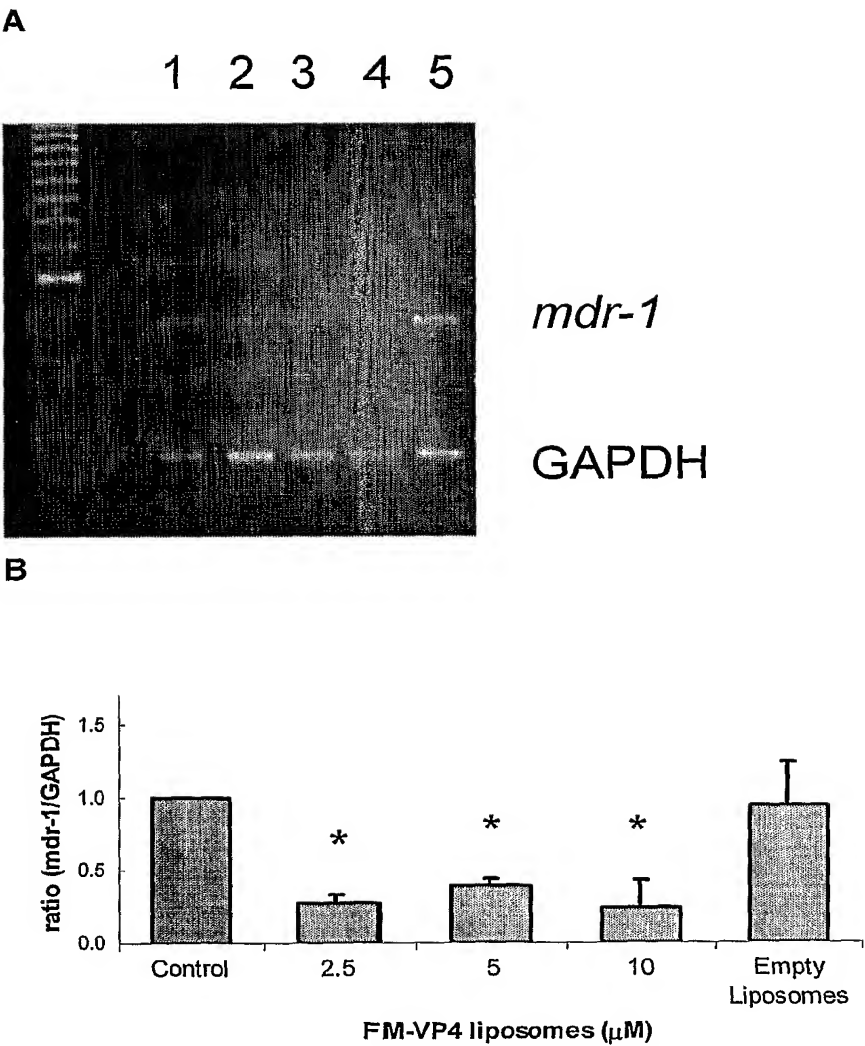 A
1 2 3 4 5
mdr-1
GAPDH
B
ratio (mdr-1/GAPDH)
1.5
1.0
0.5
0.0
* * *
Control 2.5 5 10 Empty Liposomes
FM-VP4 liposomes (μM)